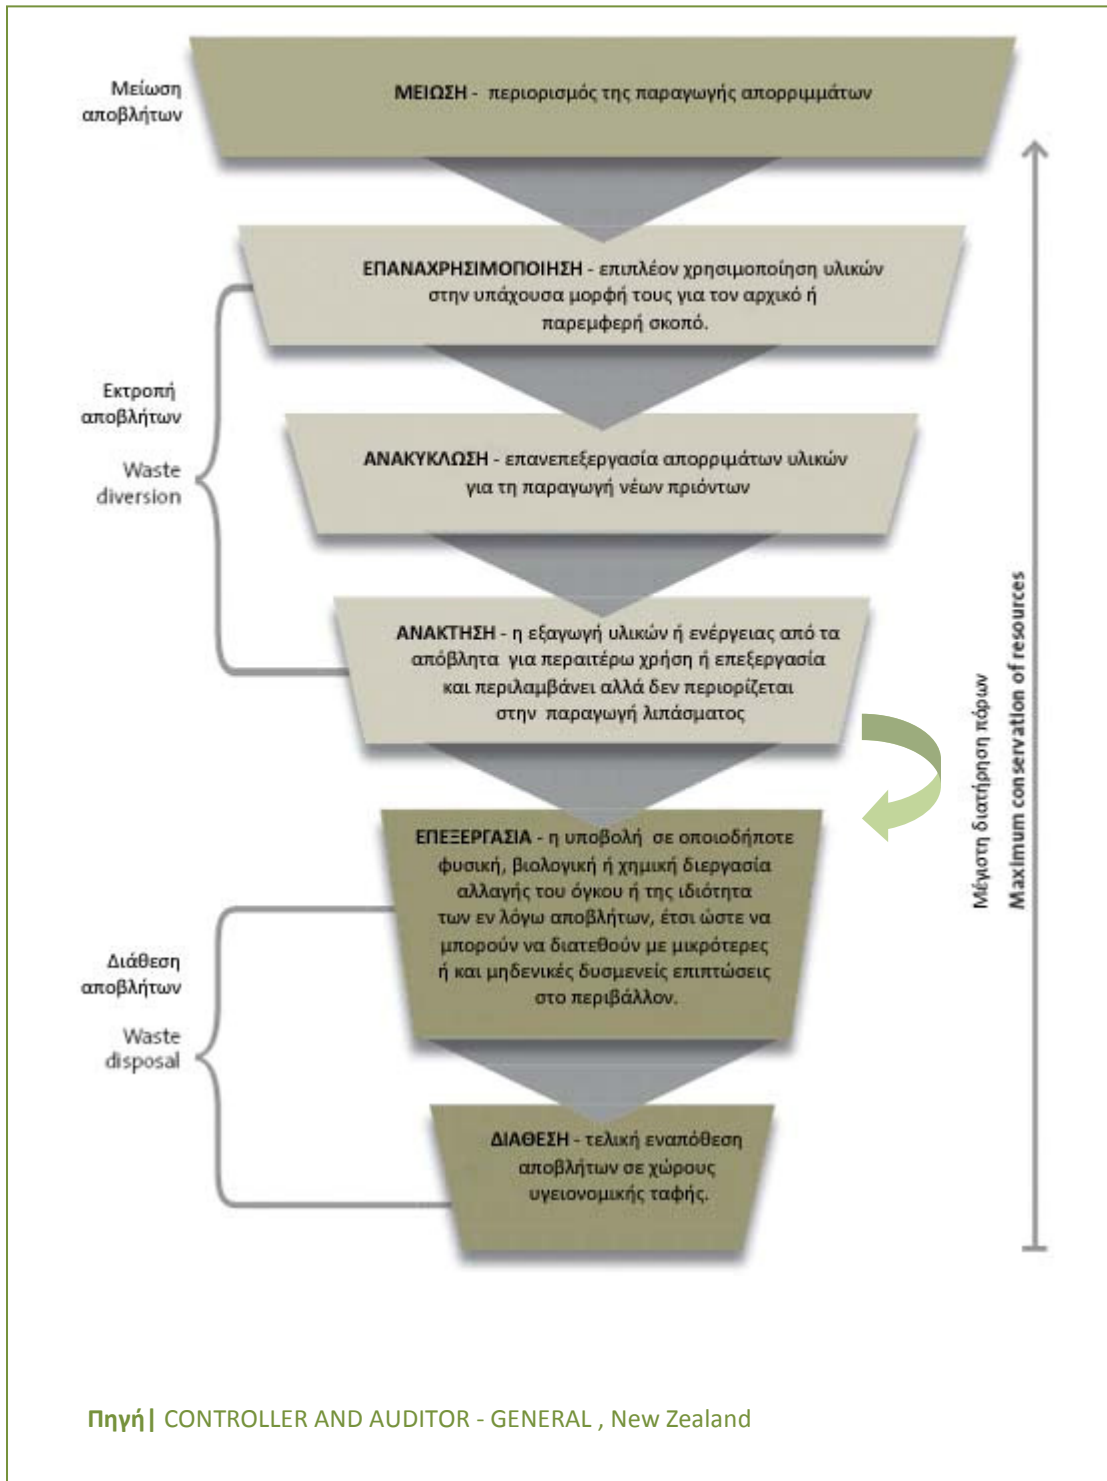 Μείωση
αποβλήτων
ΜΕΙΩΣΗ - περιορισμός της παραγωγής απορριμμάτων
ΕΠΑΝΑΧΡΗΣΙΜΟΠΟΙΗΣΗ - επιπλέον χρησιμοποίηση υλικών
στην υπάχουσα μορφή τους για τον αρχικό ή
παρεμφερή σκοπό.
Εκτροπή
αποβλήτων
Waste
diversion
ΑΝΑΚΥΚΛΩΣΗ - επανεπεξεργασία απορριμάτων υλικών
για τη παραγωγή νέων πριόντων
ΑΝΑΚΤΗΣΗ - η εξαγωγή υλικών ή ενέργειας από τα
απόβλητα για περαιτέρω χρήση ή επεξεργασία
και περιλαμβάνει αλλά δεν περιορίζεται
στην παραγωγή λιπάσματος
Μέγιστη διατήρηση πόρων
Maximum conservation of resources
ΕΠΕΞΕΡΓΑΣΙΑ - η υποβολή σε οποιοδήποτε
φυσική, βιολογική ή χημική διεργασία
αλλαγής του όγκου ή της ιδιότητα
των εν λόγω αποβλήτων, έτσι ώστε να
μπορούν να διατεθούν με μικρότερες
ή και μηδενικές δυσμενείς επιπτώσεις
στο περιβάλλον.
Διάθεση
αποβλήτων
Waste
disposal
ΔΙΑΘΕΣΗ - τελική εναπόθεση
αποβλήτων σε χώρους
υγειονομικής ταφής.
Πηγή| CONTROLLER AND AUDITOR - GENERAL , New Zealand